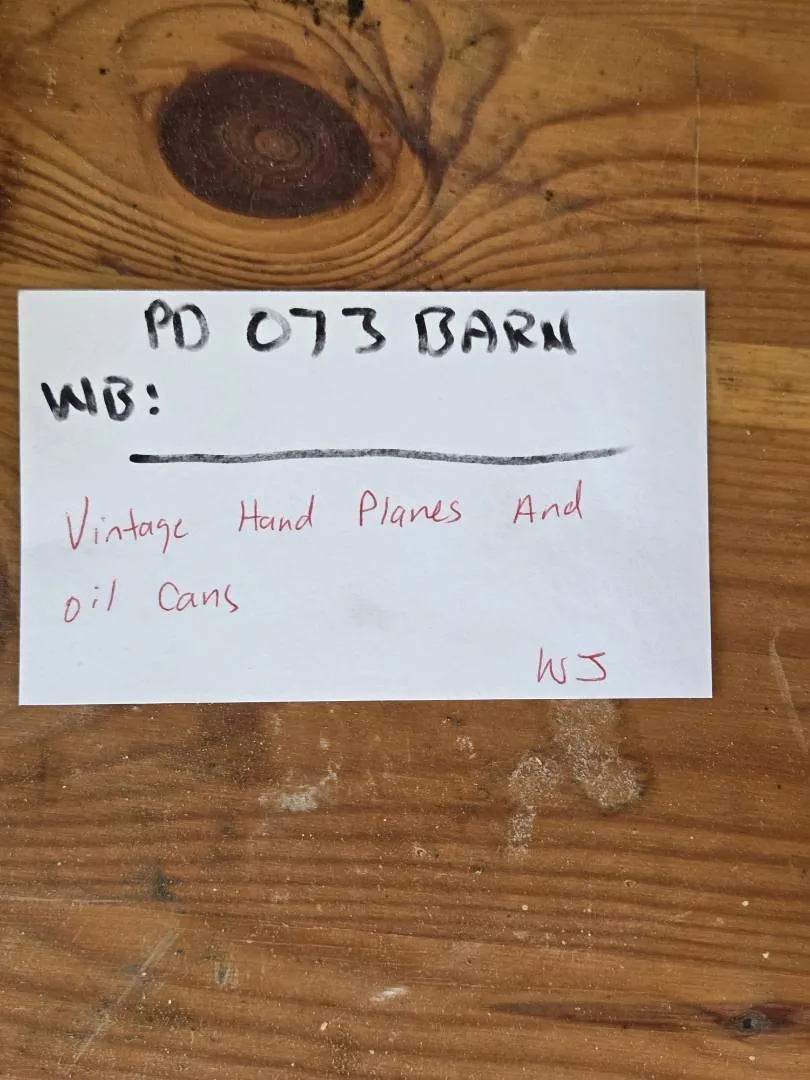 PD 073 BARN
WB:
Vintage Hand Planes And
oil Cans
WJ